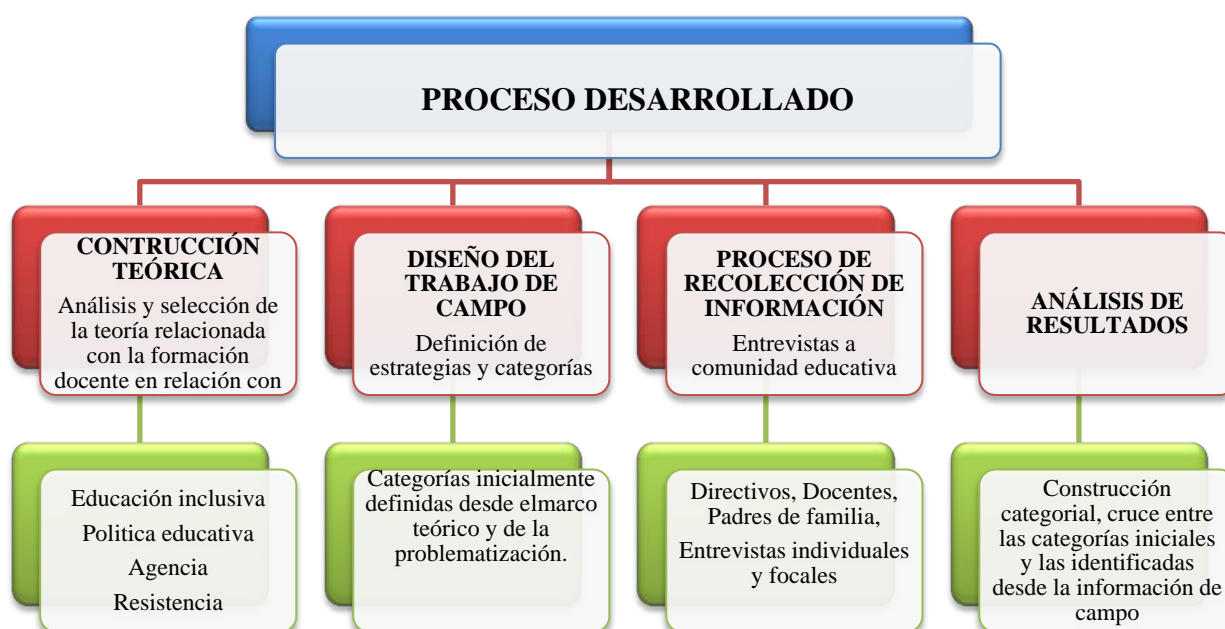 PROCESO DESARROLLADO
CONTRUCCIÓN
TEÓRICA
Análisis y selección de
la teoría relacionada
con la formación
docente en relación con
DISEÑO DEL
TRABAJO DE
CAMPO
Definición de
estrategias y categorías
PROCESO DE
RECOLECCIÓN DE
INFORMACIÓN
Entrevistas a
comunidad educativa
ANÁLISIS DE
RESULTADOS
Educación inclusiva
Politica educativa
Agencia
Resistencia
Categorías inicialmente
definidas desde elmarco
teórico y de la
problematización.
Directivos, Docentes,
Padres de familia,
Entrevistas individuales
y focales
Construcción
categorial, cruce entre
las categorías iniciales
y las identificadas
desde la información de
campo